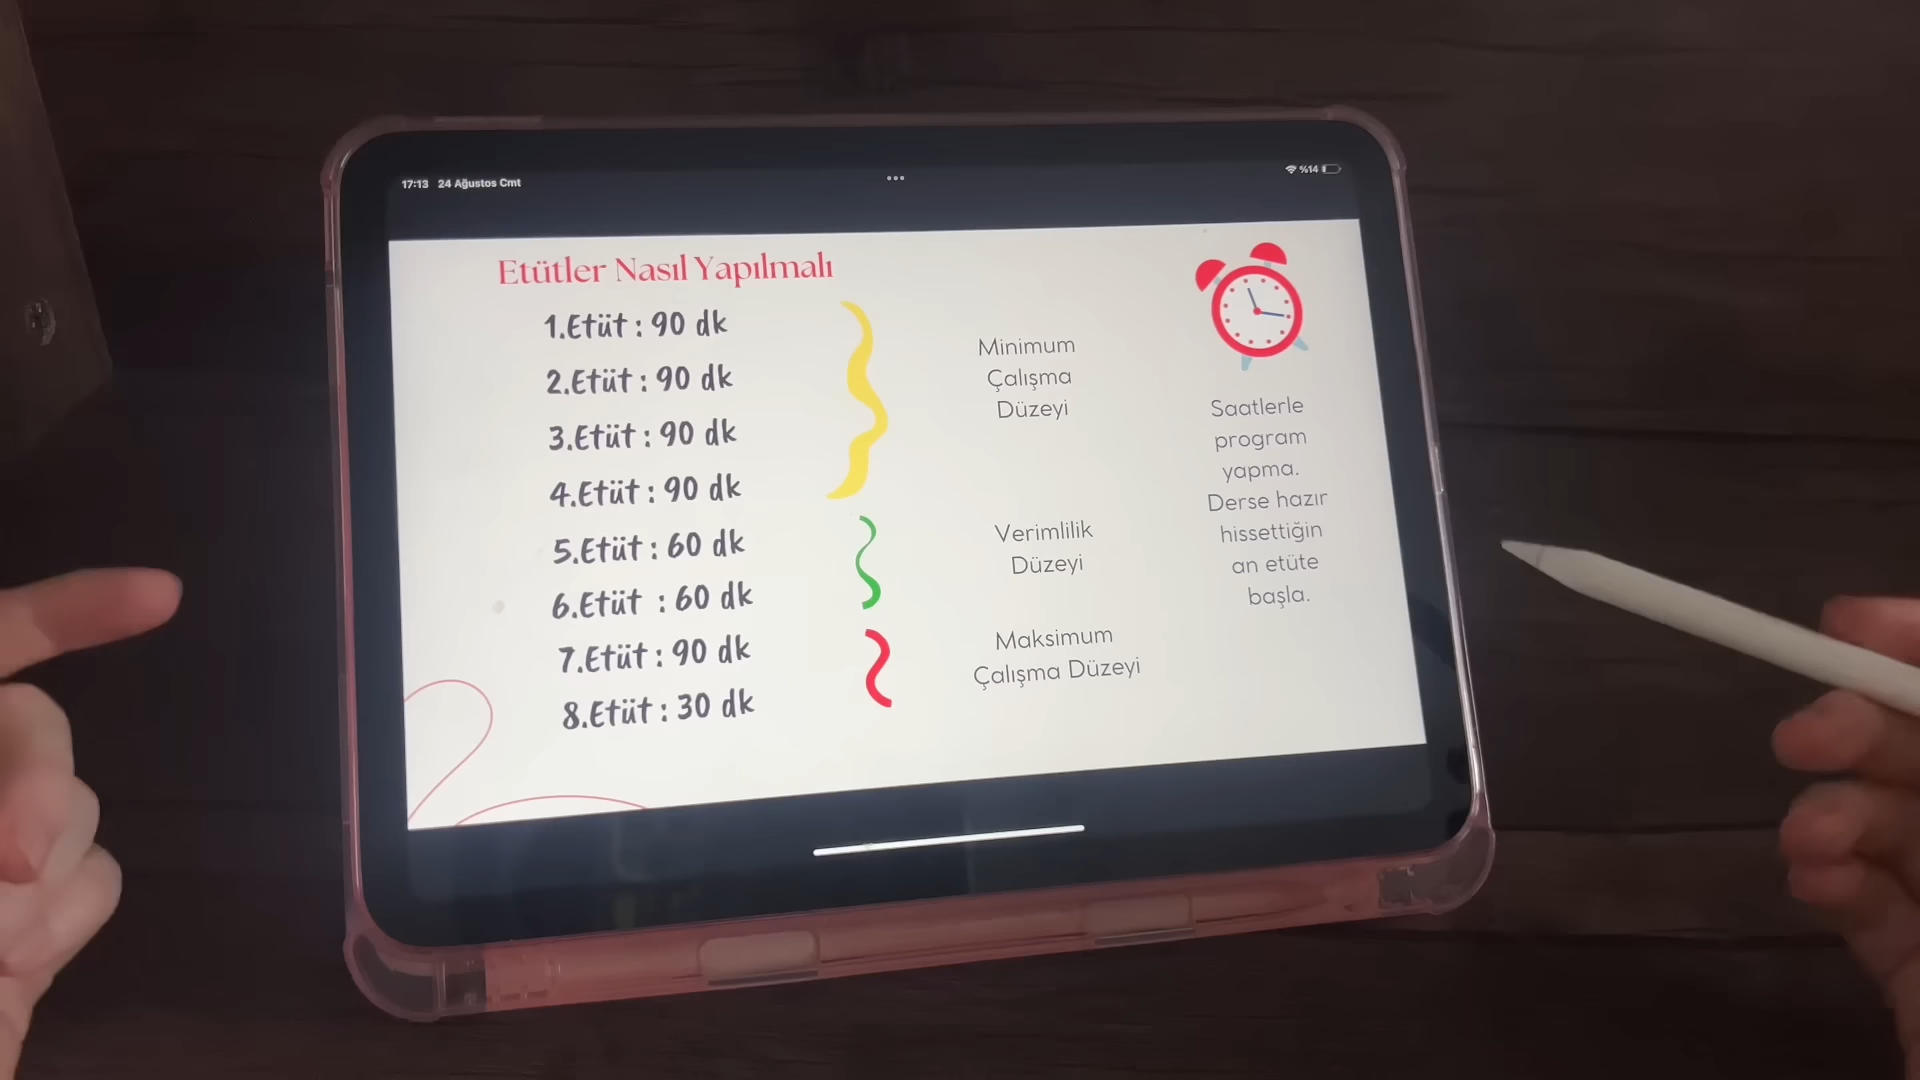 17:13 24 Ağustos Cmt
%14
Etütler Nasıl Yapılmalı
1.Etüt : 90 dk
2.Etüt : 90 dk
3.Etüt : 90 dk
4.Etüt : 90 dk
5.Etüt : 60 dk
6.Etüt : 60 dk
7.Etüt : 90 dk
8.Etüt : 30 dk
Minimum
Çalışma
Düzeyi
Verimlilik
Düzeyi
Maksimum
Çalışma Düzeyi
Saatlerle
program
yapma.
Derse hazır
hissettiğin
an etüte
başla.